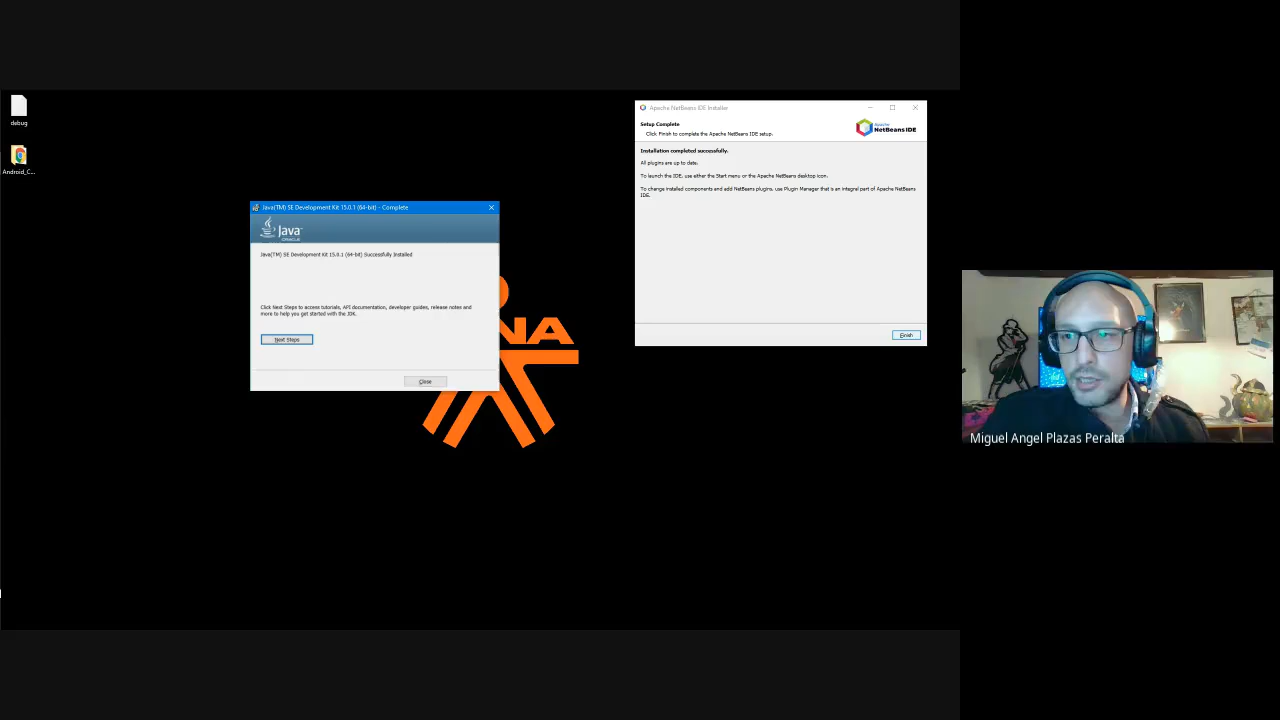 debug
Android_C...
Java(TM) SE Development Kit 15.0.1 (64-bit) - Complete
Java
ORACLE
Java(TM) SE Development Kit 15.0.1 (64-bit) Successfully Installed
Click Next Steps to access tutorials, API documentation, developer guides, release notes and
more to help you get started with the JDK.
Next Steps
Close
NA
Apache NetBeans IDE Installer
Setup Complete
Click Finish to complete the Apache NetBeans IDE setup.
Apache
NetBeans IDE
Installation completed successfully.
All plugins are up to date.
To launch the IDE, use either the Start menu or the Apache NetBeans desktop icon.
To change installed components and add NetBeans plugins, use Plugin Manager that is an integral part of Apache NetBeans
IDE.
Finish
Miguel Angel Plazas Peralta